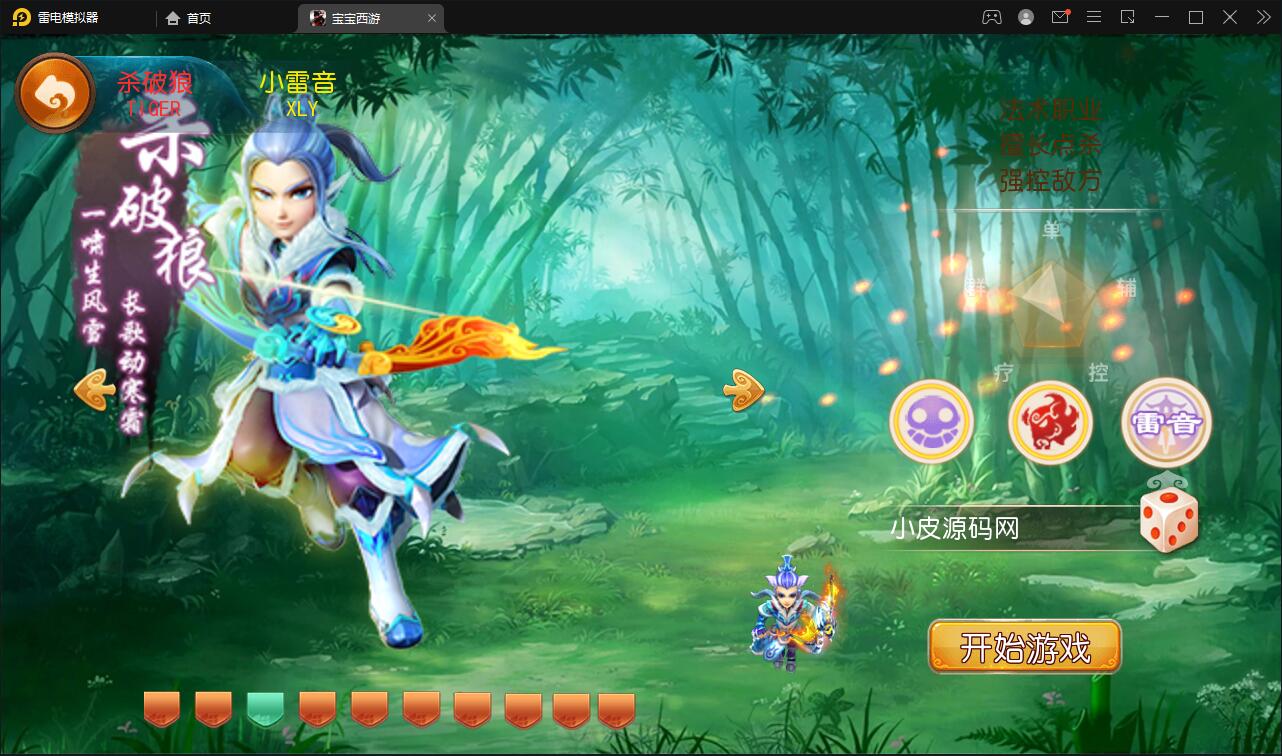 雷电模拟器
首页
宝宝西游
杀破狼
TIGER
小雷音
XLY
杀破狼
一啸生风雪
长歌动寒霜
法术职业
擅长点杀
强控敌方
单
群
辅
疗
控
雷音
小皮源码网
开始游戏